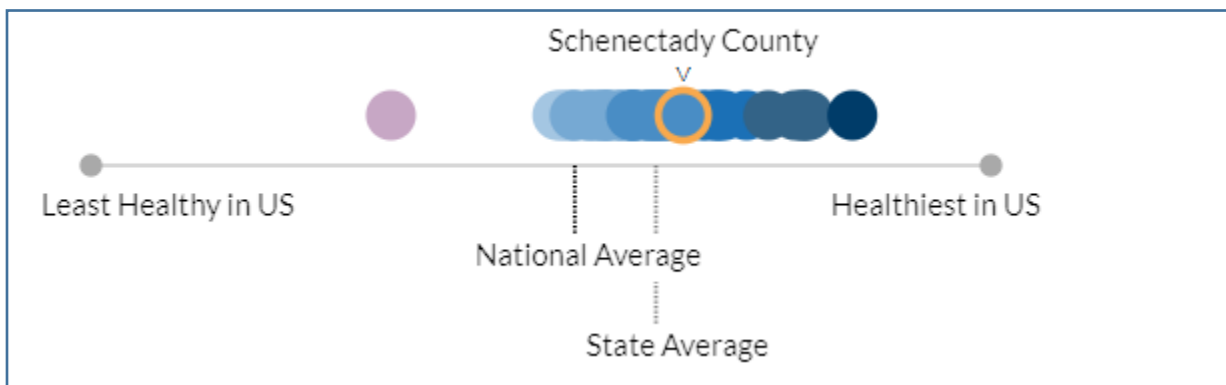 Schenectady County
Least Healthy in US
Healthiest in US
National Average
State Average